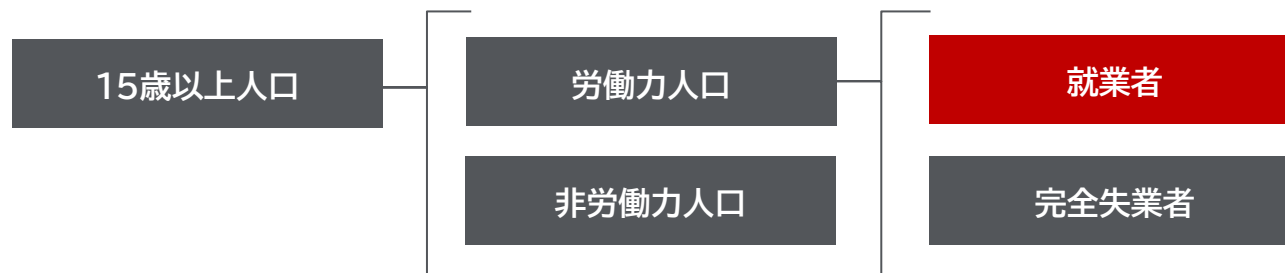 15歳以上人口
労働力人口
就業者
非労働力人口
完全失業者